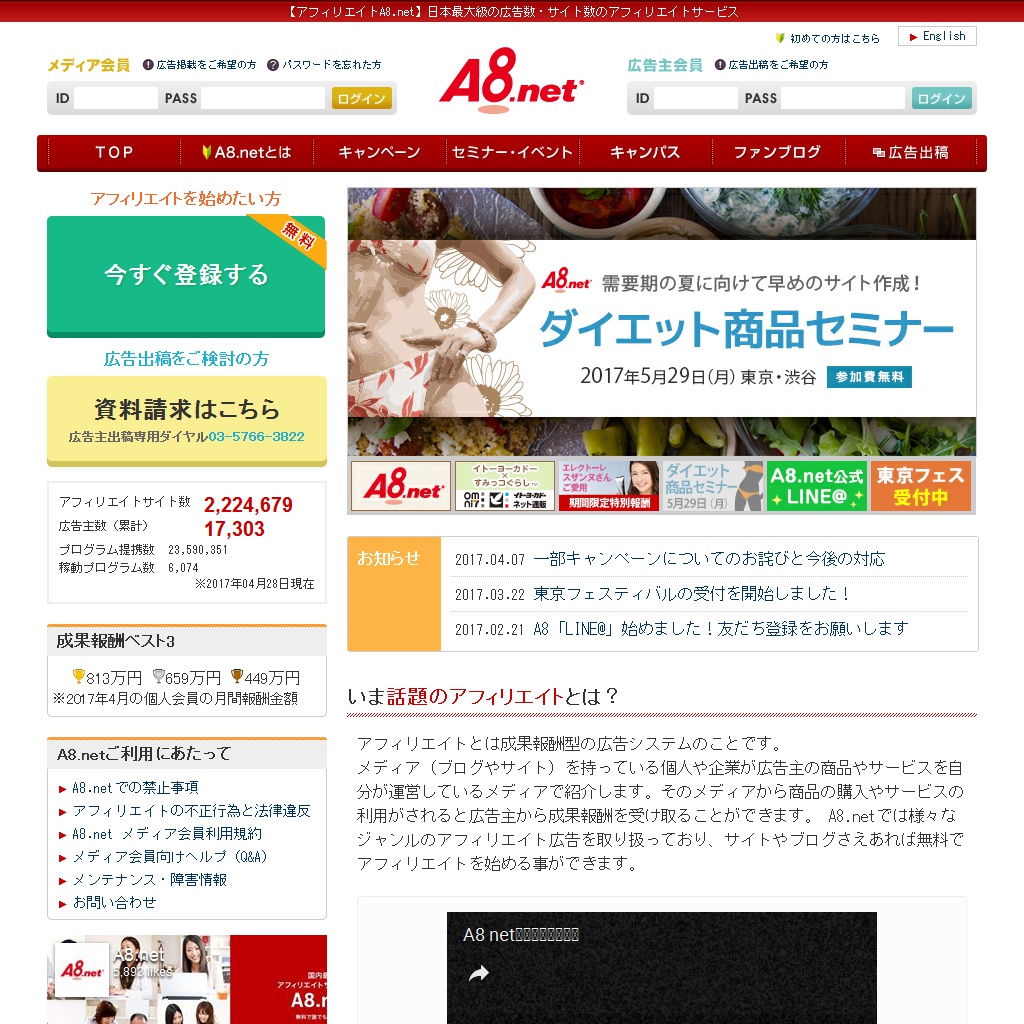 【アフィリエイトA8.net】日本最大級の広告数・サイト数のアフィリエイトサービス
初めての方はこちら
English
メディア会員 広告掲載をご希望の方 パスワードを忘れた方
ID PASS ログイン
A8.net
広告主会員 広告出稿をご希望の方
ID PASS ログイン
TOP A8.netとは キャンペーン セミナー・イベント キャンパス ファンブログ 広告出稿
アフィリエイトを始めたい方
無料
今すぐ登録する
広告出稿をご検討の方
資料請求はこちら
広告主出稿専用ダイヤル03-5766-3822
アフィリエイトサイト数 2,224,679
広告主数（累計） 17,303
プログラム提携数 23,590,351
稼動プログラム数 6,074
※2017年04月28日現在
成果報酬ベスト3
813万円 659万円 449万円
※2017年4月の個人会員の月間報酬金額
A8.netご利用にあたって
A8.netでの禁止事項
アフィリエイトの不正行為と法律違反
A8.net メディア会員利用規約
メディア会員向けヘルプ（Q&A）
メンテナンス・障害情報
お問い合わせ
A8.net
A8.net
5,893 likes
A8.net 需要期の夏に向けて早めのサイト作成！
ダイエット商品セミナー
2017年5月29日(月) 東京・渋谷 参加費無料
A8.net
イトーヨーカドー
×
すみっコぐらし
omni7 イトーヨーカドー
ネット通販
エレクトーレ
スザンヌさん
ご愛用
期間限定特別報酬
ダイエット
商品セミナー
5月29日（月）
A8.net公式
LINE@
東京フェス
受付中
お知らせ
2017.04.07 一部キャンペーンについてのお詫びと今後の対応
2017.03.22 東京フェスティバルの受付を開始しました！
2017.02.21 A8「LINE@」始めました！友だち登録をお願いします
いま話題のアフィリエイトとは？
アフィリエイトとは成果報酬型の広告システムのことです。
メディア（ブログやサイト）を持っている個人や企業が広告主の商品やサービスを自
分が運営しているメディアで紹介します。そのメディアから商品の購入やサービスの
利用がされると広告主から成果報酬を受け取ることができます。 A8.netでは様々な
ジャンルのアフィリエイト広告を取り扱っており、サイトやブログさえあれば無料で
アフィリエイトを始める事ができます。
A8 net